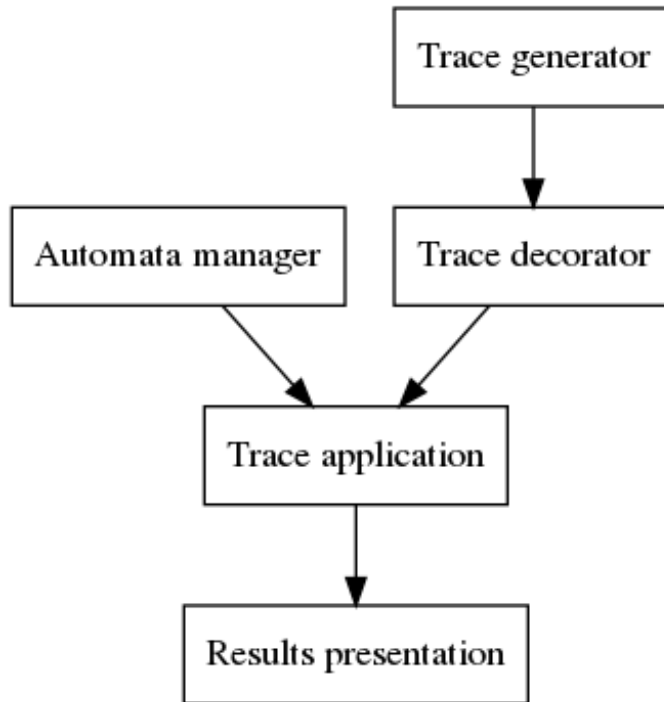 Trace generator
Automata manager
Trace decorator
Trace application
Results presentation